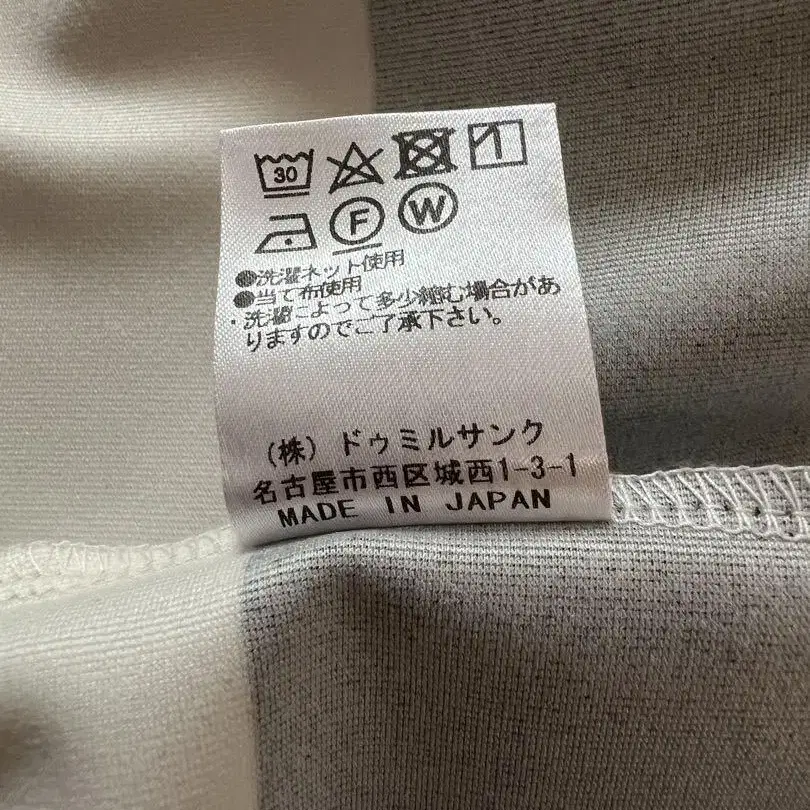 30
F W
●洗濯ネット使用
●当て布使用
・洗濯によって多少縮む場合があ
りますのでご了承下さい。
(株) ドゥミルサンク
名古屋市西区城西1-3-1
MADE IN JAPAN